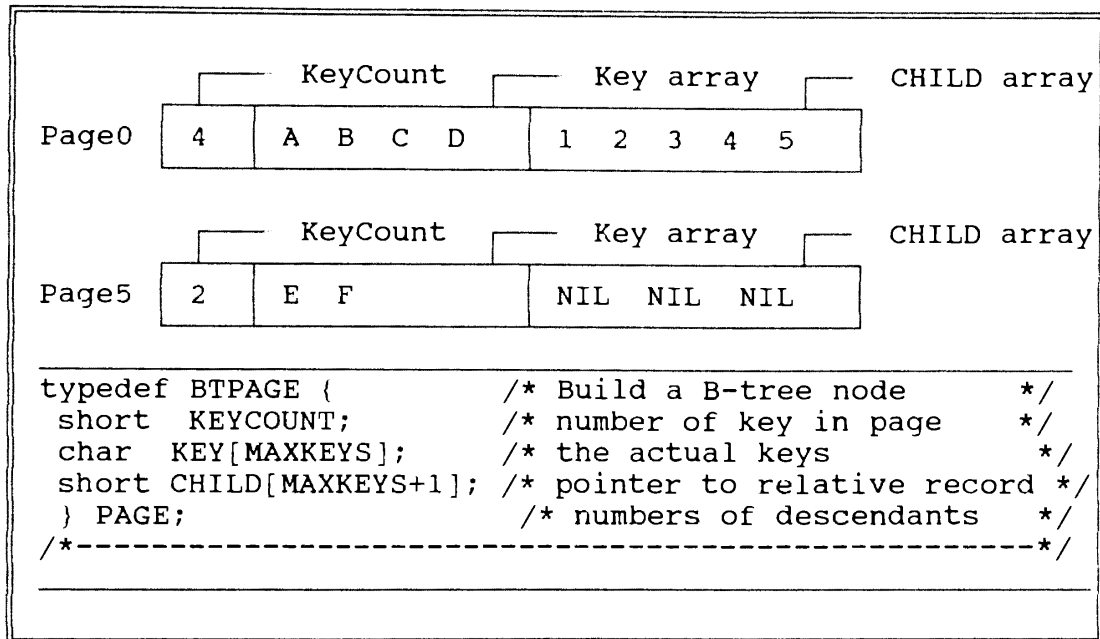 KeyCount Key array CHILD array
Page0 4 A B C D 1 2 3 4 5
KeyCount Key array CHILD array
Page5 2 E F NIL NIL NIL
typedef BTPAGE { /* Build a B-tree node */
short KEYCOUNT; /* number of key in page */
char KEY[MAXKEYS]; /* the actual keys */
short CHILD[MAXKEYS+1]; /* pointer to relative record */
} PAGE; /* numbers of descendants */
/*------------------------------------------------------------*/